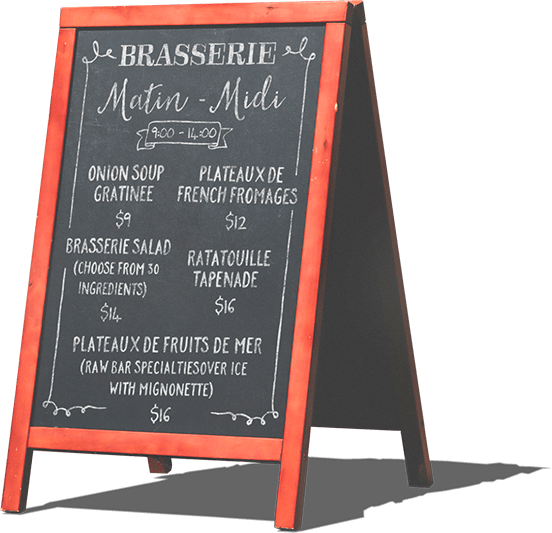 BRASSERIE
Matin - Midi
9:00 - 14:00
ONION SOUP
GRATINEE
$9
PLATEAUX DE
FRENCH FROMAGES
$12
BRASSERIE SALAD
(CHOOSE FROM 30
INGREDIENTS)
$14
RATATOUILLE
TAPENADE
$16
PLATEAUX DE FRUITS DE MER
(RAW BAR SPECIALTIESOVER ICE
WITH MIGNONETTE)
$16